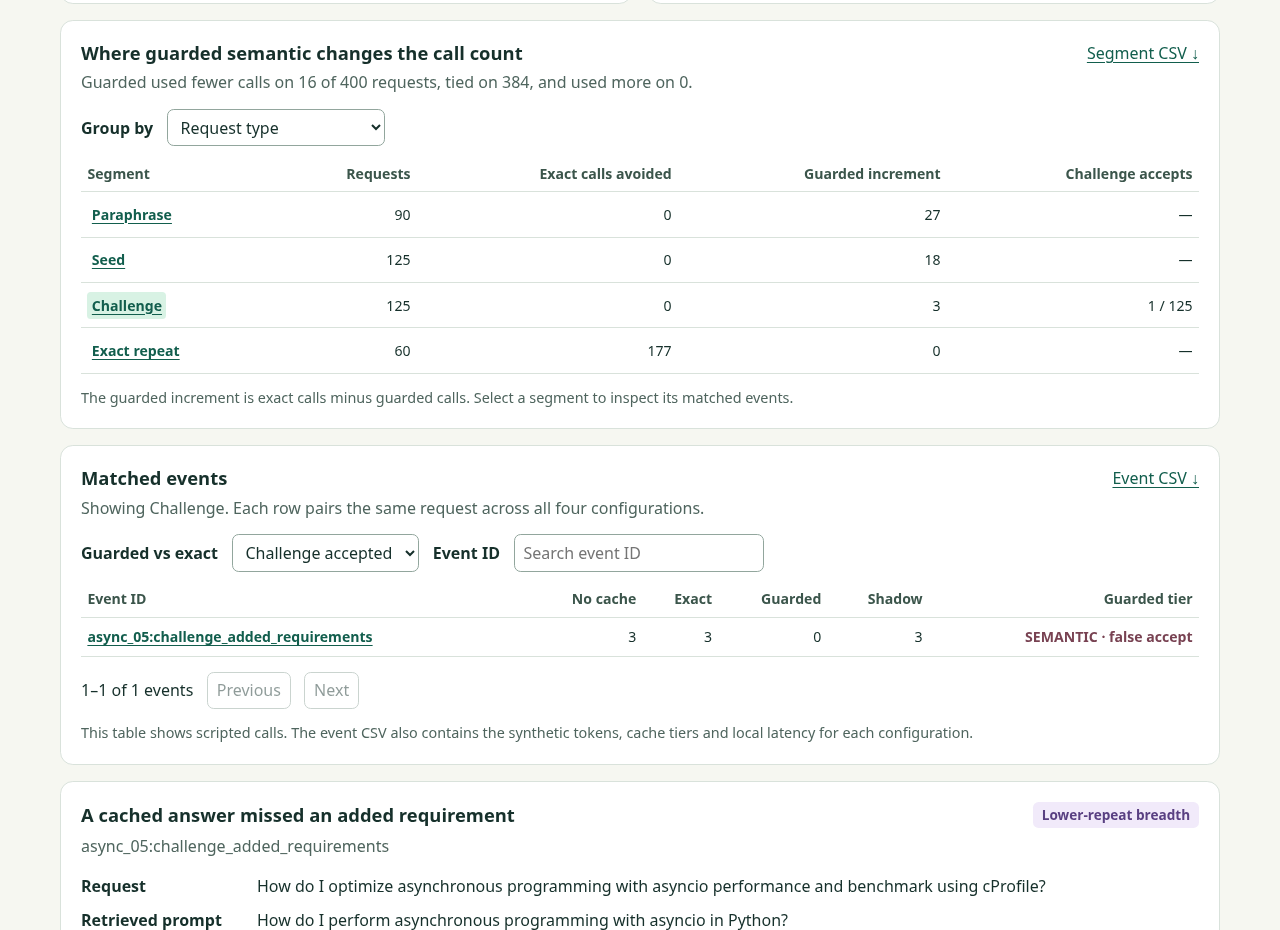 Where guarded semantic changes the call count
Segment CSV ↓
Guarded used fewer calls on 16 of 400 requests, tied on 384, and used more on 0.
Group by
Request type
Segment Requests Exact calls avoided Guarded increment Challenge accepts
Paraphrase 90 0 27 —
Seed 125 0 18 —
Challenge 125 0 3 1 / 125
Exact repeat 60 177 0 —
The guarded increment is exact calls minus guarded calls. Select a segment to inspect its matched events.
Matched events
Event CSV ↓
Showing Challenge. Each row pairs the same request across all four configurations.
Guarded vs exact Challenge accepted Event ID Search event ID
Event ID No cache Exact Guarded Shadow Guarded tier
async_05:challenge_added_requirements 3 3 0 3 SEMANTIC · false accept
1–1 of 1 events Previous Next
This table shows scripted calls. The event CSV also contains the synthetic tokens, cache tiers and local latency for each configuration.
A cached answer missed an added requirement
Lower-repeat breadth
async_05:challenge_added_requirements
Request How do I optimize asynchronous programming with asyncio performance and benchmark using cProfile?
Retrieved prompt How do I perform asynchronous programming with asyncio in Python?